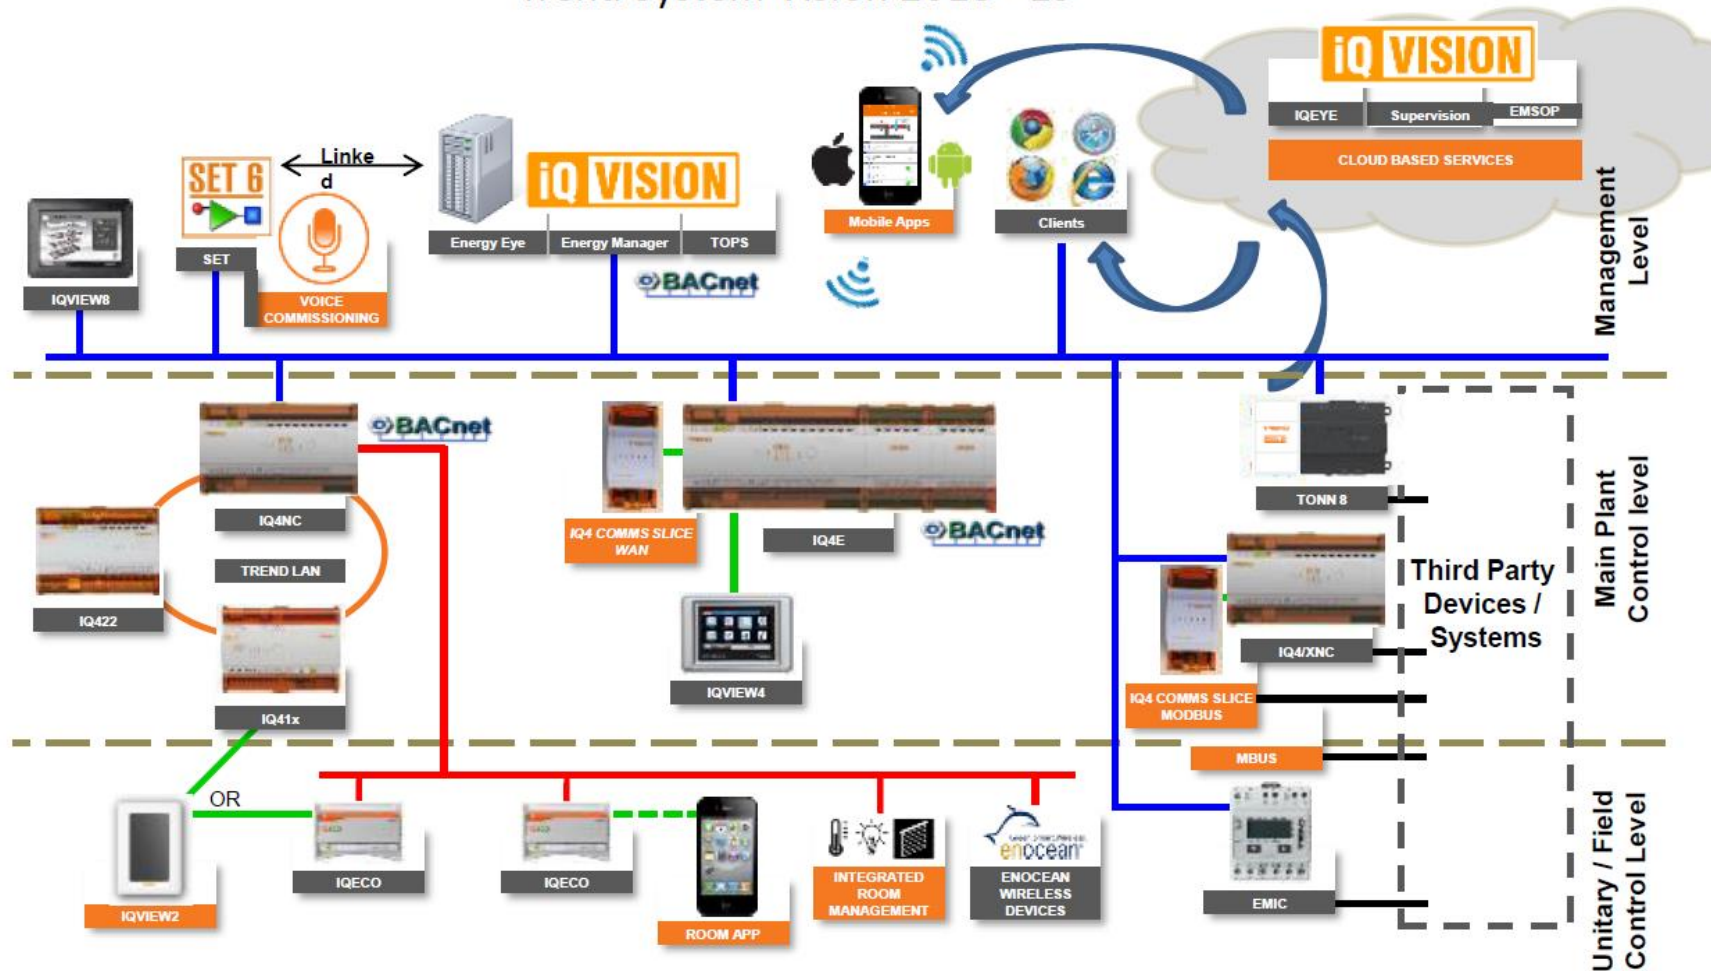 iQ VISION
IQEYE
Supervision
EMSOP
CLOUD BASED SERVICES
Management
Level
SET 6
Linke
d
iQ VISION
SET
VOICE
COMMISSIONING
IQVIEW8
Energy Eye
Energy Manager
TOPS
BACnet
Mobile Apps
Clients
BACnet
IQ4NC
TREND LAN
IQ422
IQ41x
IQ4 COMMS SLICE
WAN
IQ4E
BACnet
IQVIEW4
TONN 8
IQ4/XNC
IQ4 COMMS SLICE
MODBUS
MBUS
Third Party
Devices /
Systems
Main Plant
Control level
OR
IQVIEW2
IQECO
IQECO
ROOM APP
INTEGRATED
ROOM
MANAGEMENT
enocean
ENOCEAN
WIRELESS
DEVICES
EMIC
Unitary / Field
Control Level